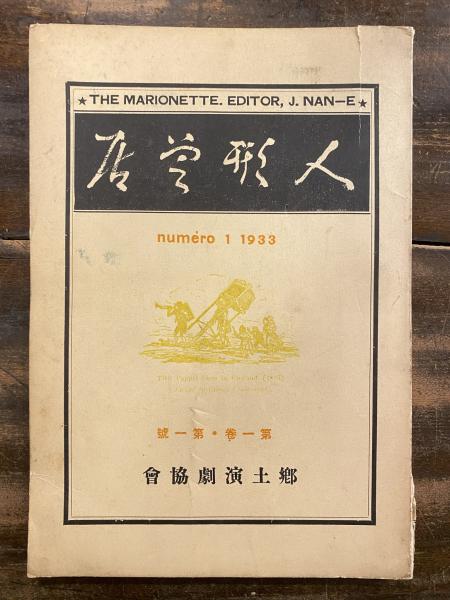 ★ THE MARIONETTE. EDITOR, J. NAN—E ★
人形芝居
numéro 1 1933
第一卷・第一號
鄉土演劇協會